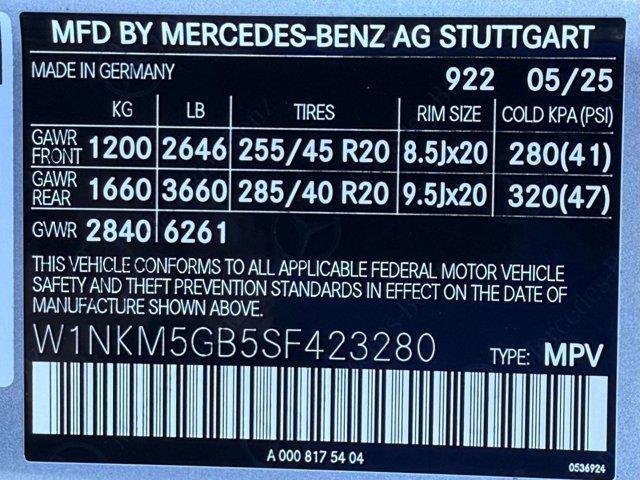 MFD BY MERCEDES-BENZ AG STUTTGART
MADE IN GERMANY 922 05/25
KG LB TIRES RIM SIZE COLD KPA (PSI)
GAWR FRONT 1200 2646 255/45 R20 8.5Jx20 280(41)
GAWR REAR 1660 3660 285/40 R20 9.5Jx20 320(47)
GVWR 2840 6261
THIS VEHICLE CONFORMS TO ALL APPLICABLE FEDERAL MOTOR VEHICLE
SAFETY AND THEFT PREVENTION STANDARDS IN EFFECT ON THE DATE OF
MANUFACTURE SHOWN ABOVE.
W1NKM5GB5SF423280 TYPE: MPV
A 000 817 54 04
0536924